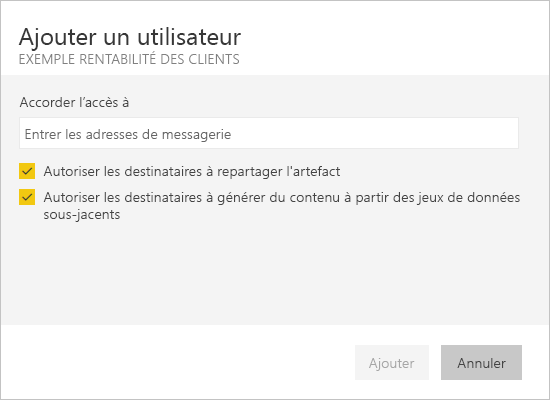 Ajouter un utilisateur
EXEMPLE RENTABILITÉ DES CLIENTS
Accorder l'accès à
Entrer les adresses de messagerie
Autoriser les destinataires à repartager l'artefact
Autoriser les destinataires à générer du contenu à partir des jeux de données
sous-jacents
Ajouter
Annuler